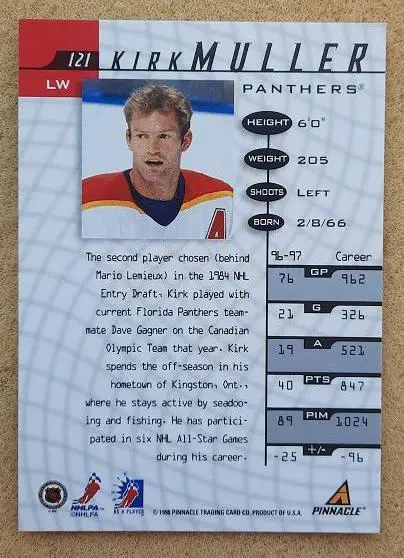 121 KIRK MULLER
LW PANTHERS®
HEIGHT 6'0"
WEIGHT 205
SHOOTS LEFT
BORN 2/8/66
A
The second player chosen (behind
Mario Lemieux) in the 1984 NHL
Entry Draft, Kirk played with
current Florida Panthers team-
mate Dave Gagner on the Canadian
Olympic Team that year. Kirk
spends the off-season in his
hometown of Kingston, Ont.,
where he stays active by seadoo-
ing and fishing. He has partici-
pated in six NHL All-Star Games
during his career.
96-97 Career
76 GP 962
21 G 326
19 A 521
40 PTS 847
89 PIM 1024
-25 +/- -96
NHLPA
©NHLPA
BE A PLAYER
© 1998 PINNACLE TRADING CARD CO. PRODUCT OF U.S.A.
PINNACLE